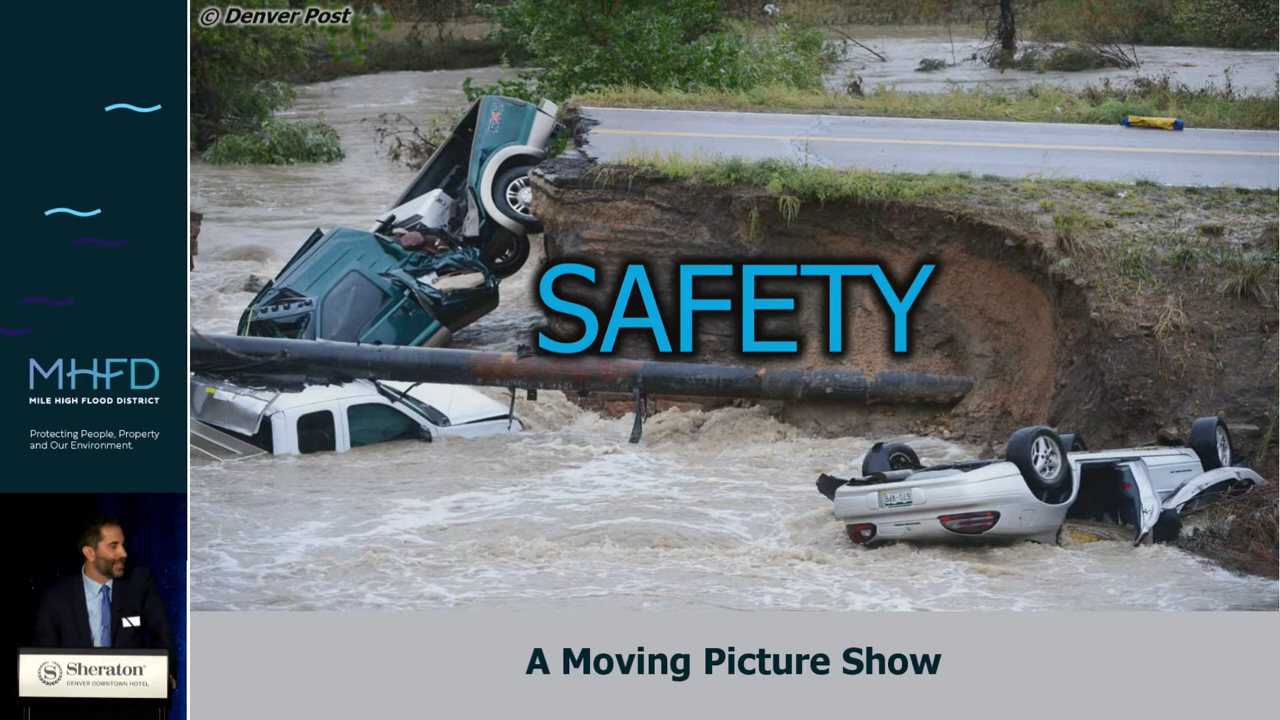 © Denver Post
SAFETY
MHFD
MILE HIGH FLOOD DISTRICT
Protecting People, Property
and Our Environment.
Sheraton®
DENVER DOWNTOWN HOTEL
A Moving Picture Show